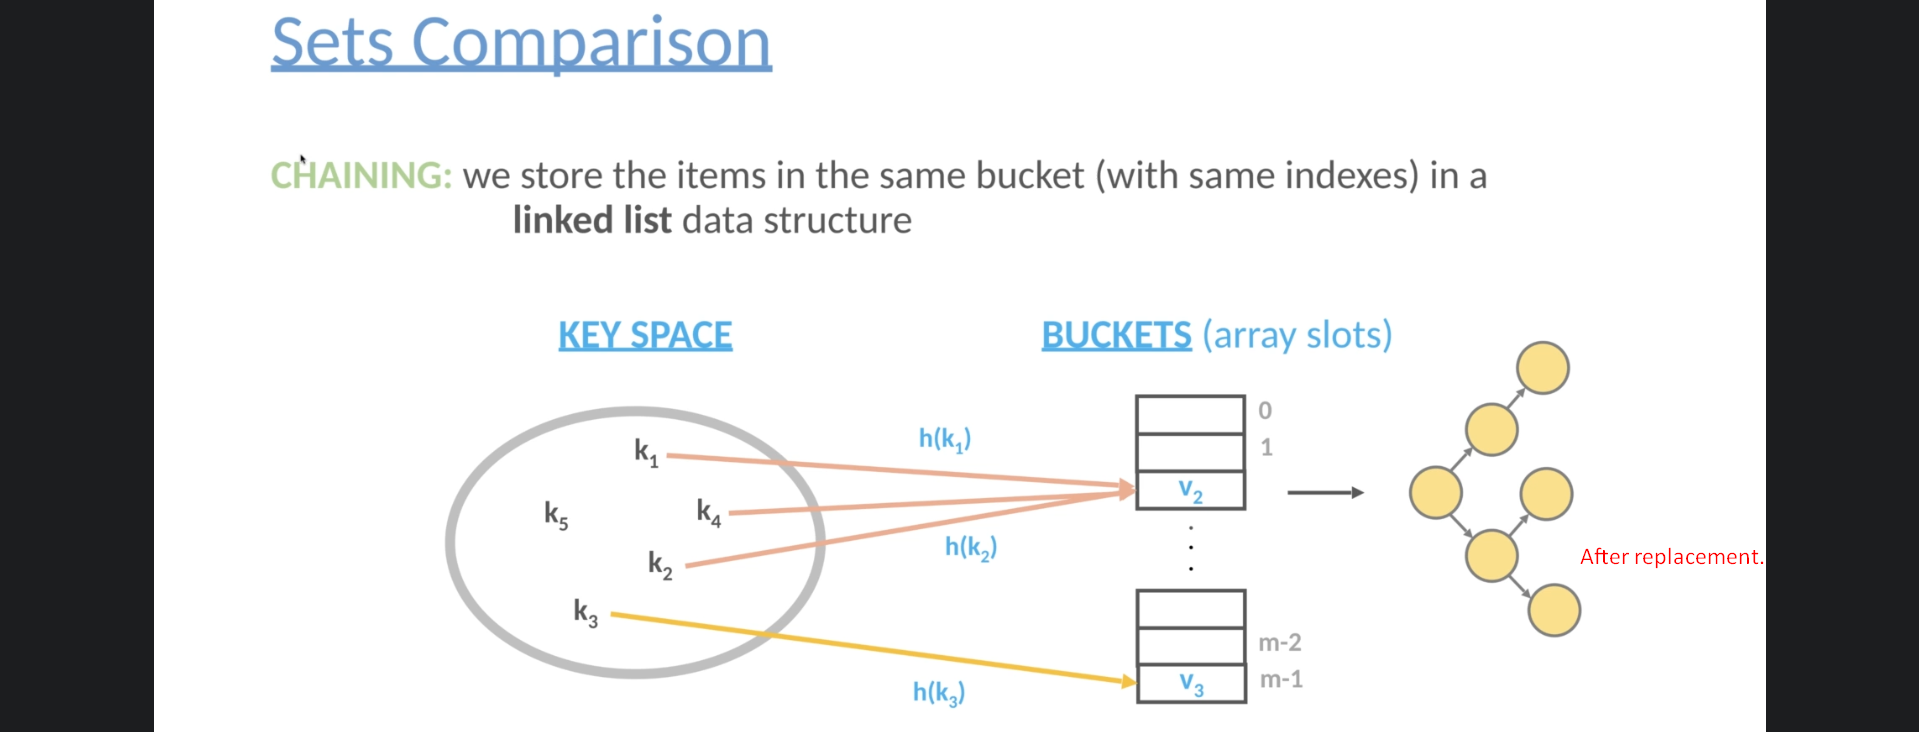 Sets Comparison
CHAINING: we store the items in the same bucket (with same indexes) in a
linked list data structure
KEY SPACE
BUCKETS (array slots)
0
h(k₁)
1
k₁
v₂
k₅
k₄
h(k₂)
After replacement.
k₂
k₃
m-2
m-1
v₃
h(k₃)